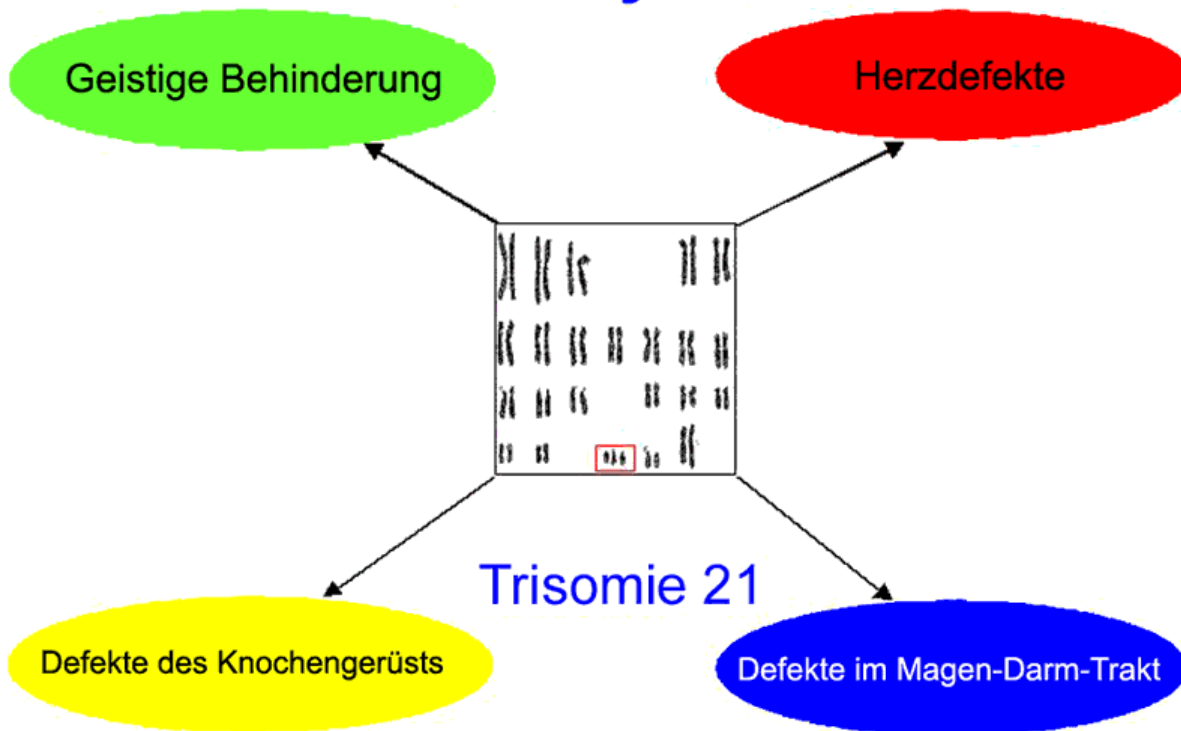 Geistige Behinderung
Herzdefekte
Trisomie 21
Defekte des Knochengerüsts
Defekte im Magen-Darm-Trakt